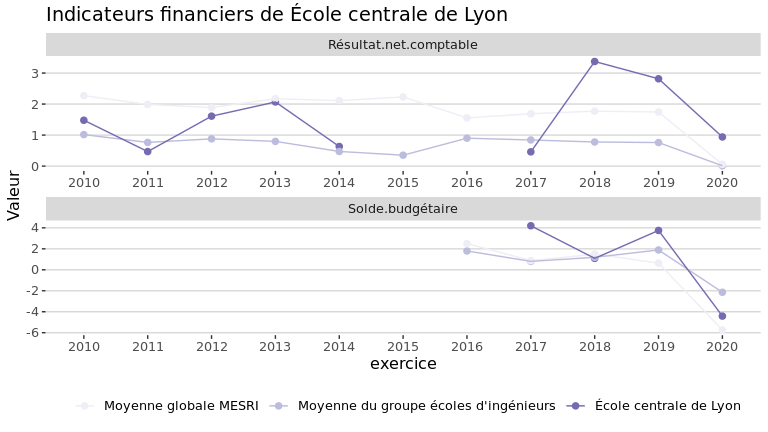 Indicateurs financiers de École centrale de Lyon
Résultat.net.comptable
3
2
1
0
2010 2011 2012 2013 2014 2015 2016 2017 2018 2019 2020
Valeur
Solde.budgétaire
4
2
0
-2
-4
-6
2010 2011 2012 2013 2014 2015 2016 2017 2018 2019 2020
exercice
Moyenne globale MESRI Moyenne du groupe écoles d'ingénieurs École centrale de Lyon